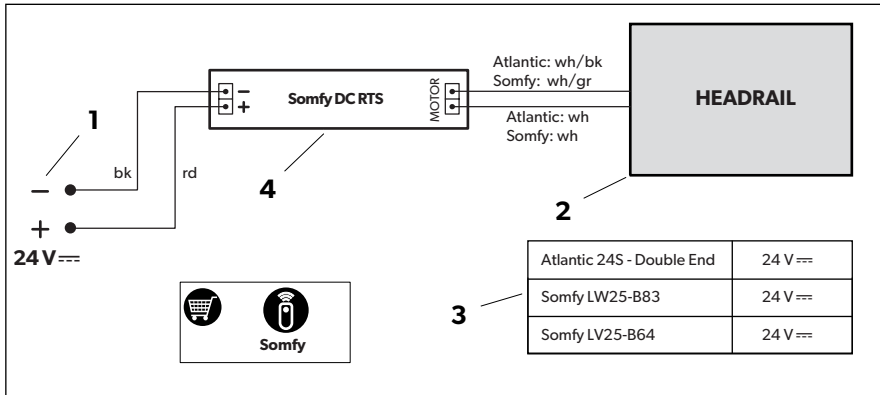 Atlantic: wh/bk
Somfy: wh/gr
Somfy DC RTS
−
+
MOTOR
HEADRAIL
Atlantic: wh
Somfy: wh
1
4
2
bk
rd
−
+
24 V⎓
Somfy
3
Atlantic 24S - Double End 24 V⎓
Somfy LW25-B83 24 V⎓
Somfy LV25-B64 24 V⎓